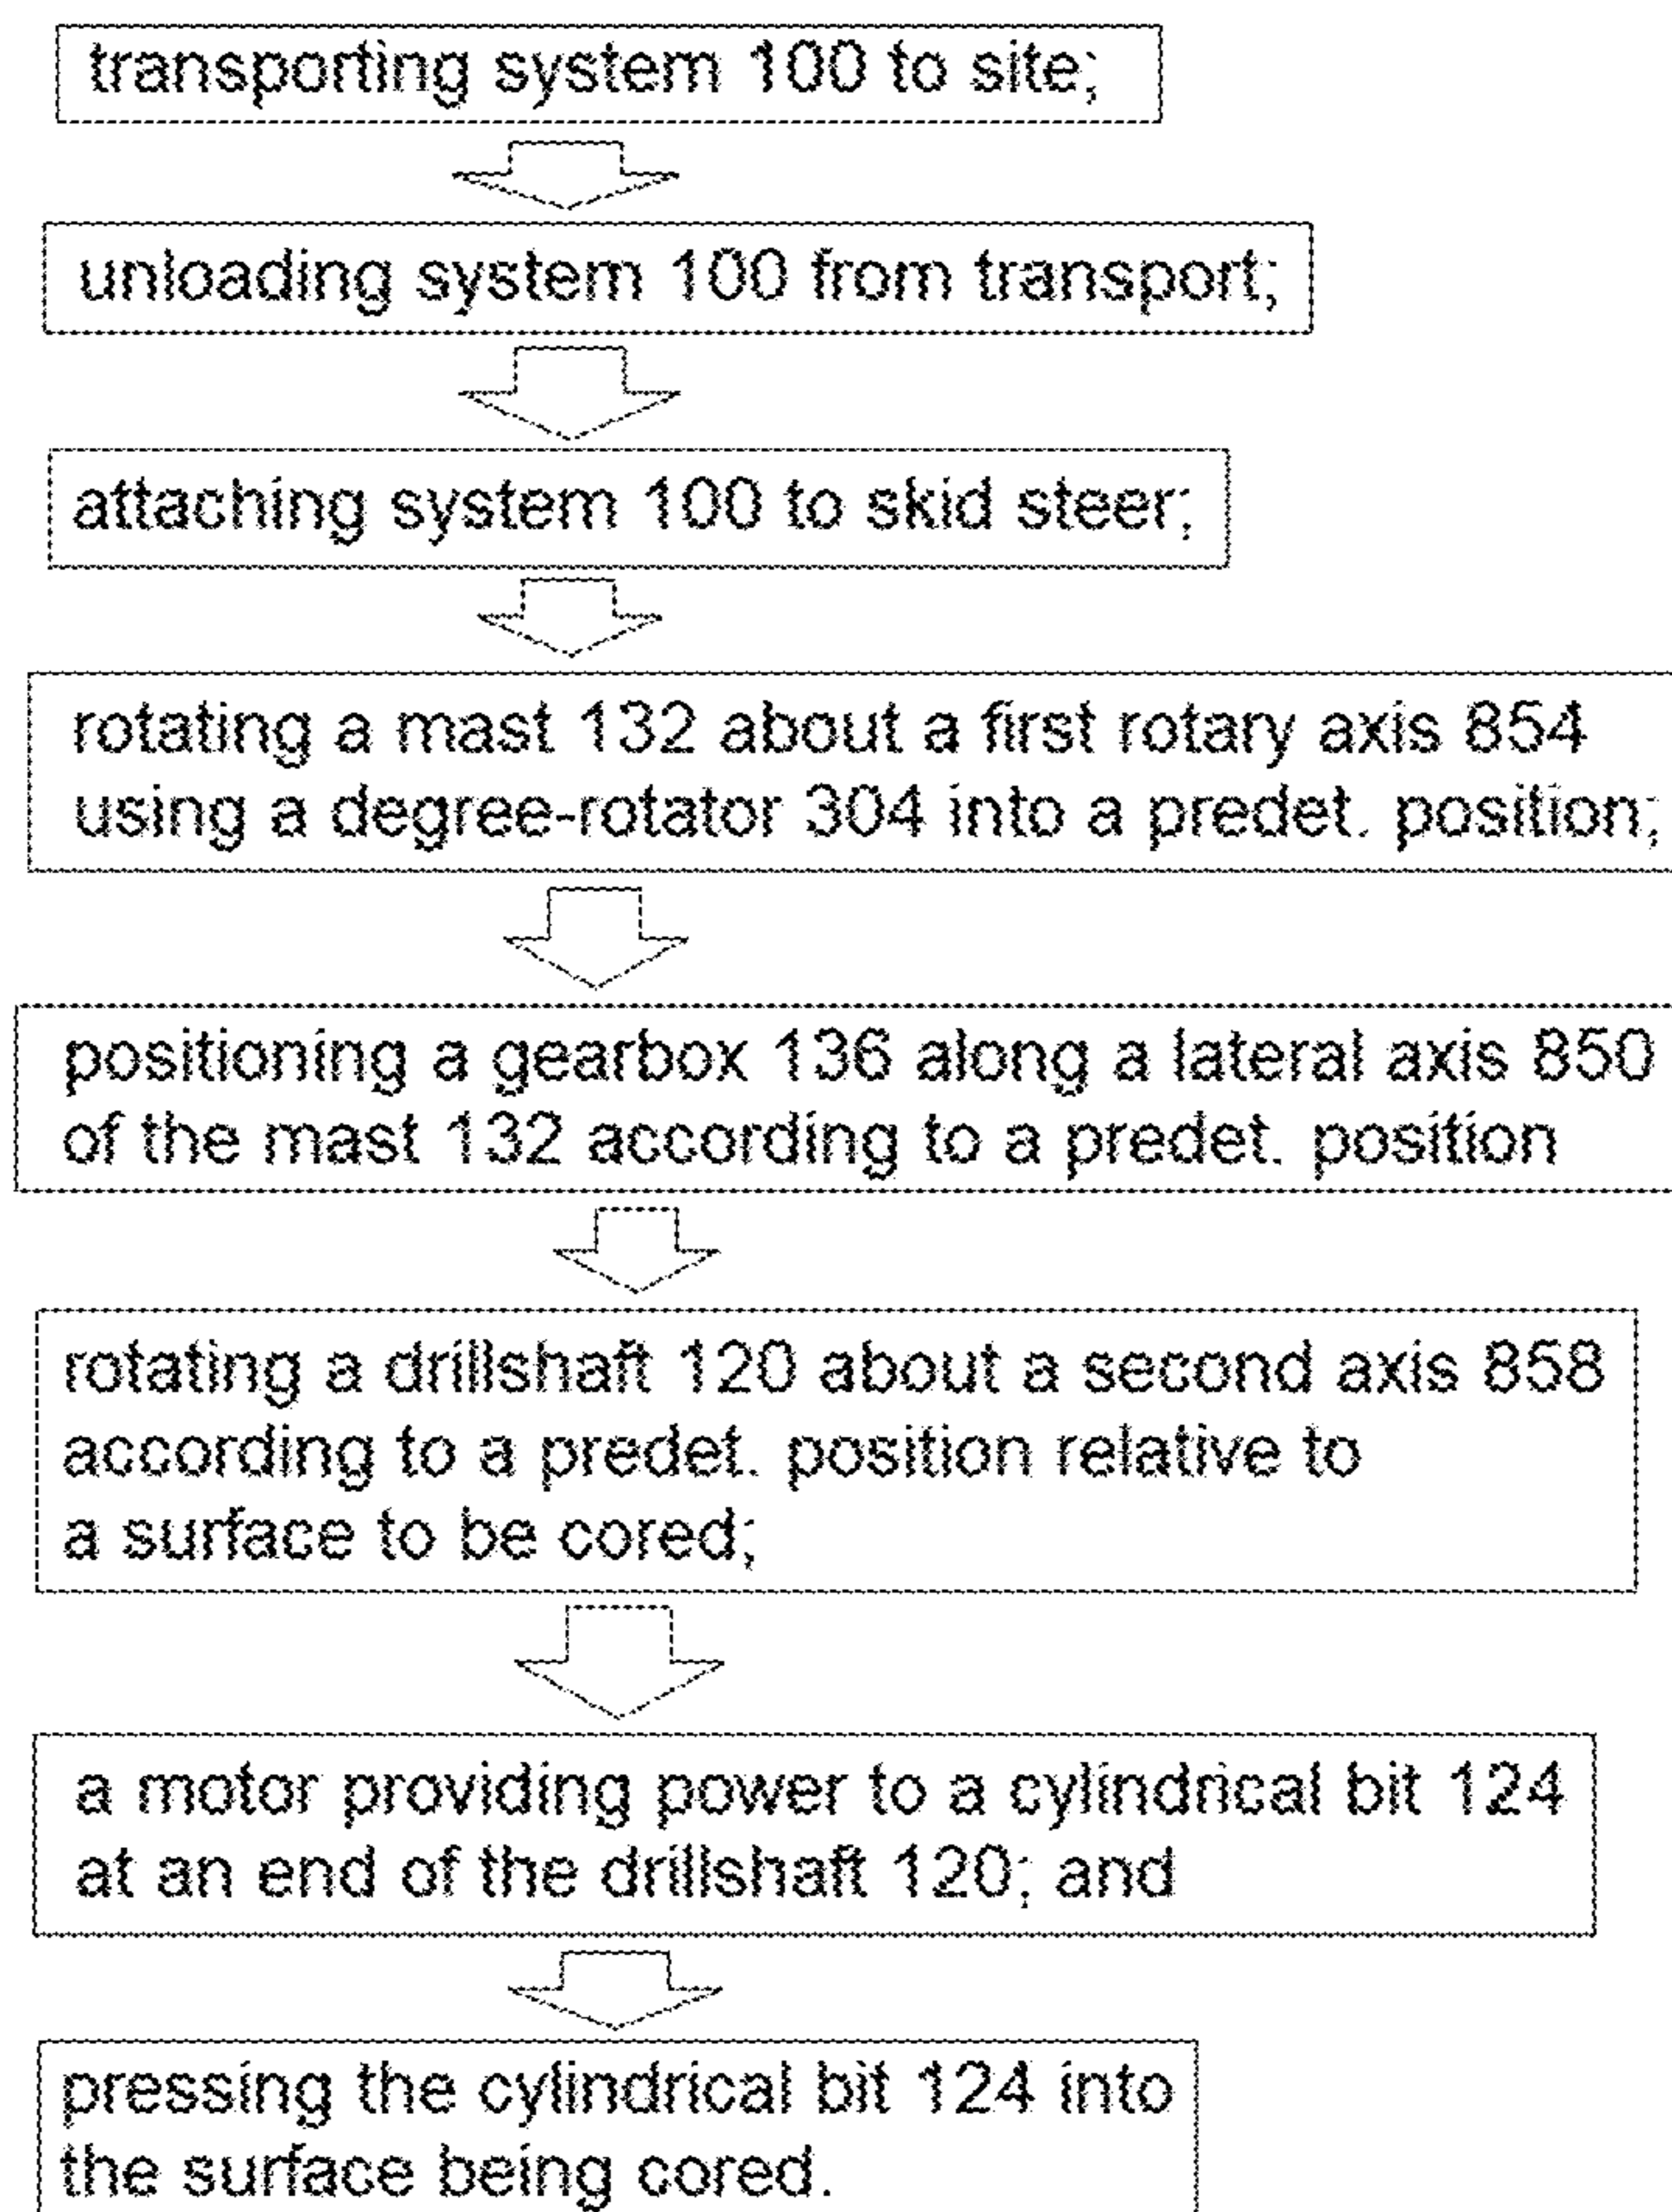 transporting system 100 to site;
unloading system 100 from transport;
attaching system 100 to skid steer;
rotating a mast 132 about a first rotary axis 854
using a degree-rotator 304 into a predet. position;
positioning a gearbox 136 along a lateral axis 850
of the mast 132 according to a predet. position
rotating a drillshaft 120 about a second axis 858
according to a predet. position relative to
a surface to be cored;
a motor providing power to a cylindrical bit 124
at an end of the drillshaft 120; and
pressing the cylindrical bit 124 into
the surface being cored.